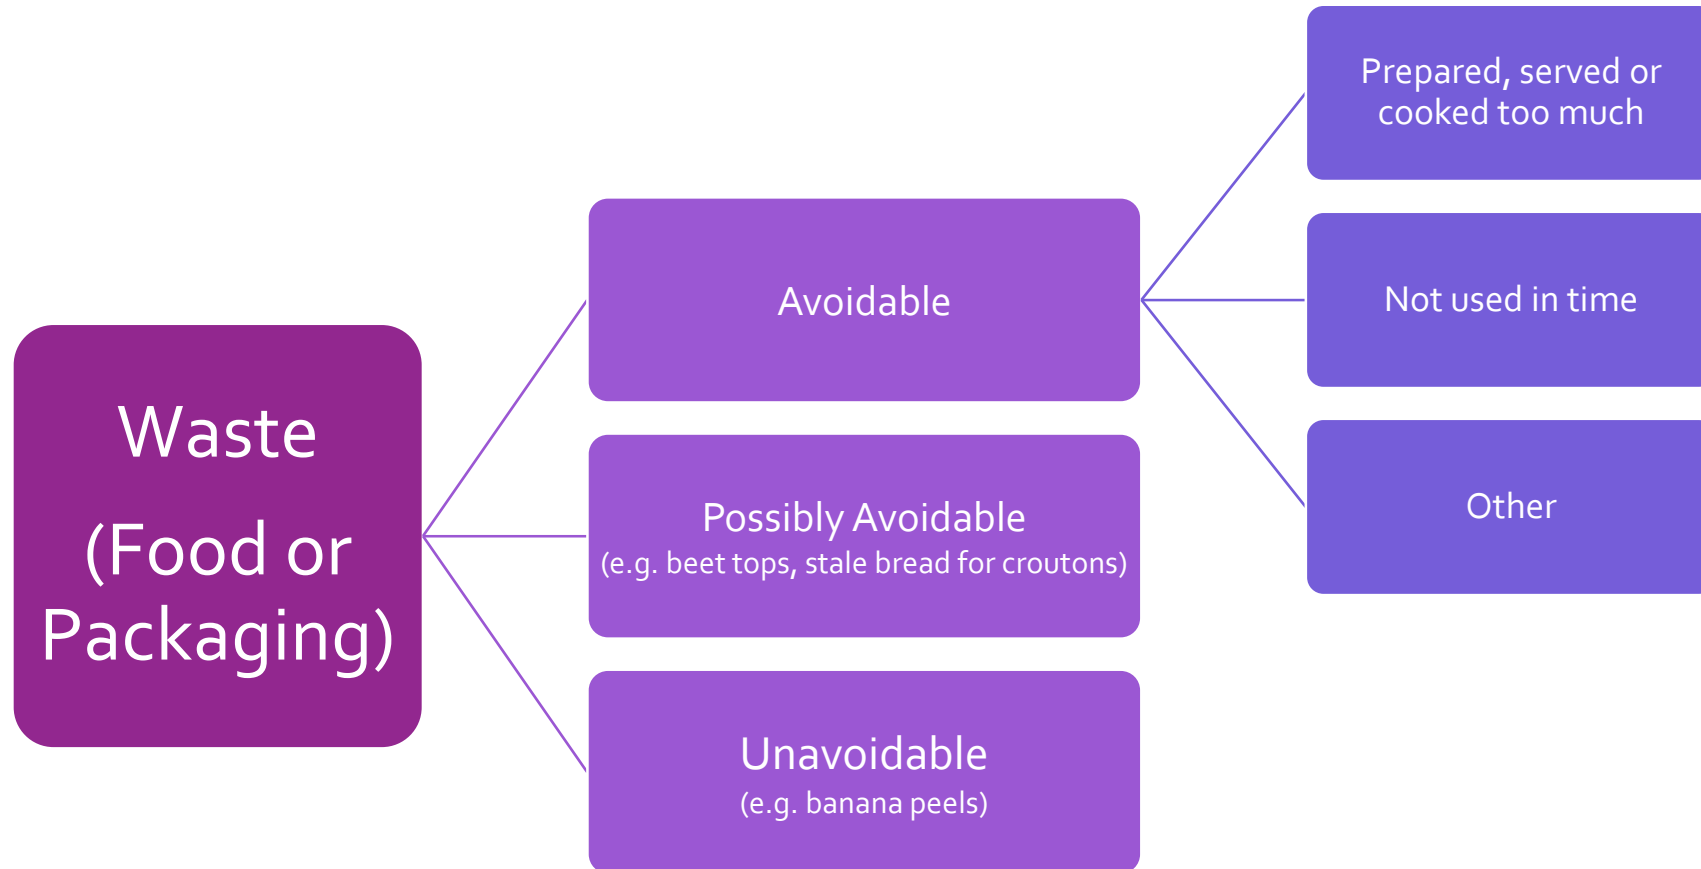 Waste
(Food or
Packaging)
Avoidable
Possibly Avoidable
(e.g. beet tops, stale bread for croutons)
Unavoidable
(e.g. banana peels)
Prepared, served or
cooked too much
Not used in time
Other